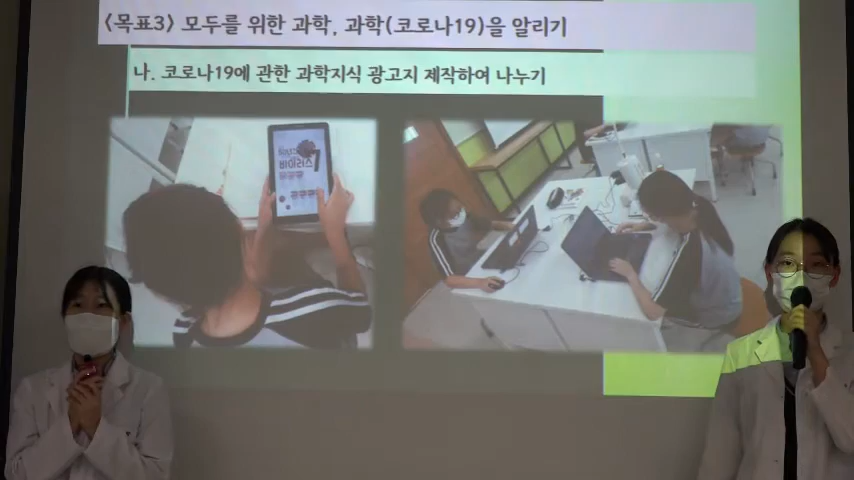 <목표3> 모두를 위한 과학, 과학(코로나19)을 알리기
나. 코로나19에 관한 과학지식 광고지 제작하여 나누기
바이러스